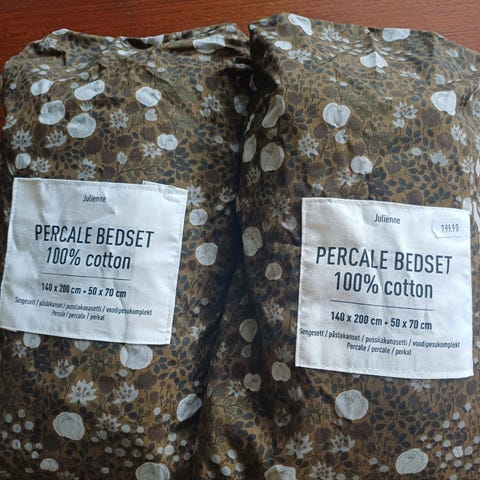 Julienne
PERCALE BEDSET
100% cotton
140 x 200 cm • 50 x 70 cm
Sengesett / påslakanset / pussilakanasetti / voodipesukomplekt
Percale / percale / perkal
Julienne
799,90
PERCALE BEDSET
100% cotton
140 x 200 cm • 50 x 70 cm
Sengesett / påslakanset / pussilakanasetti / voodipesukomplekt
Percale / percale / perkal